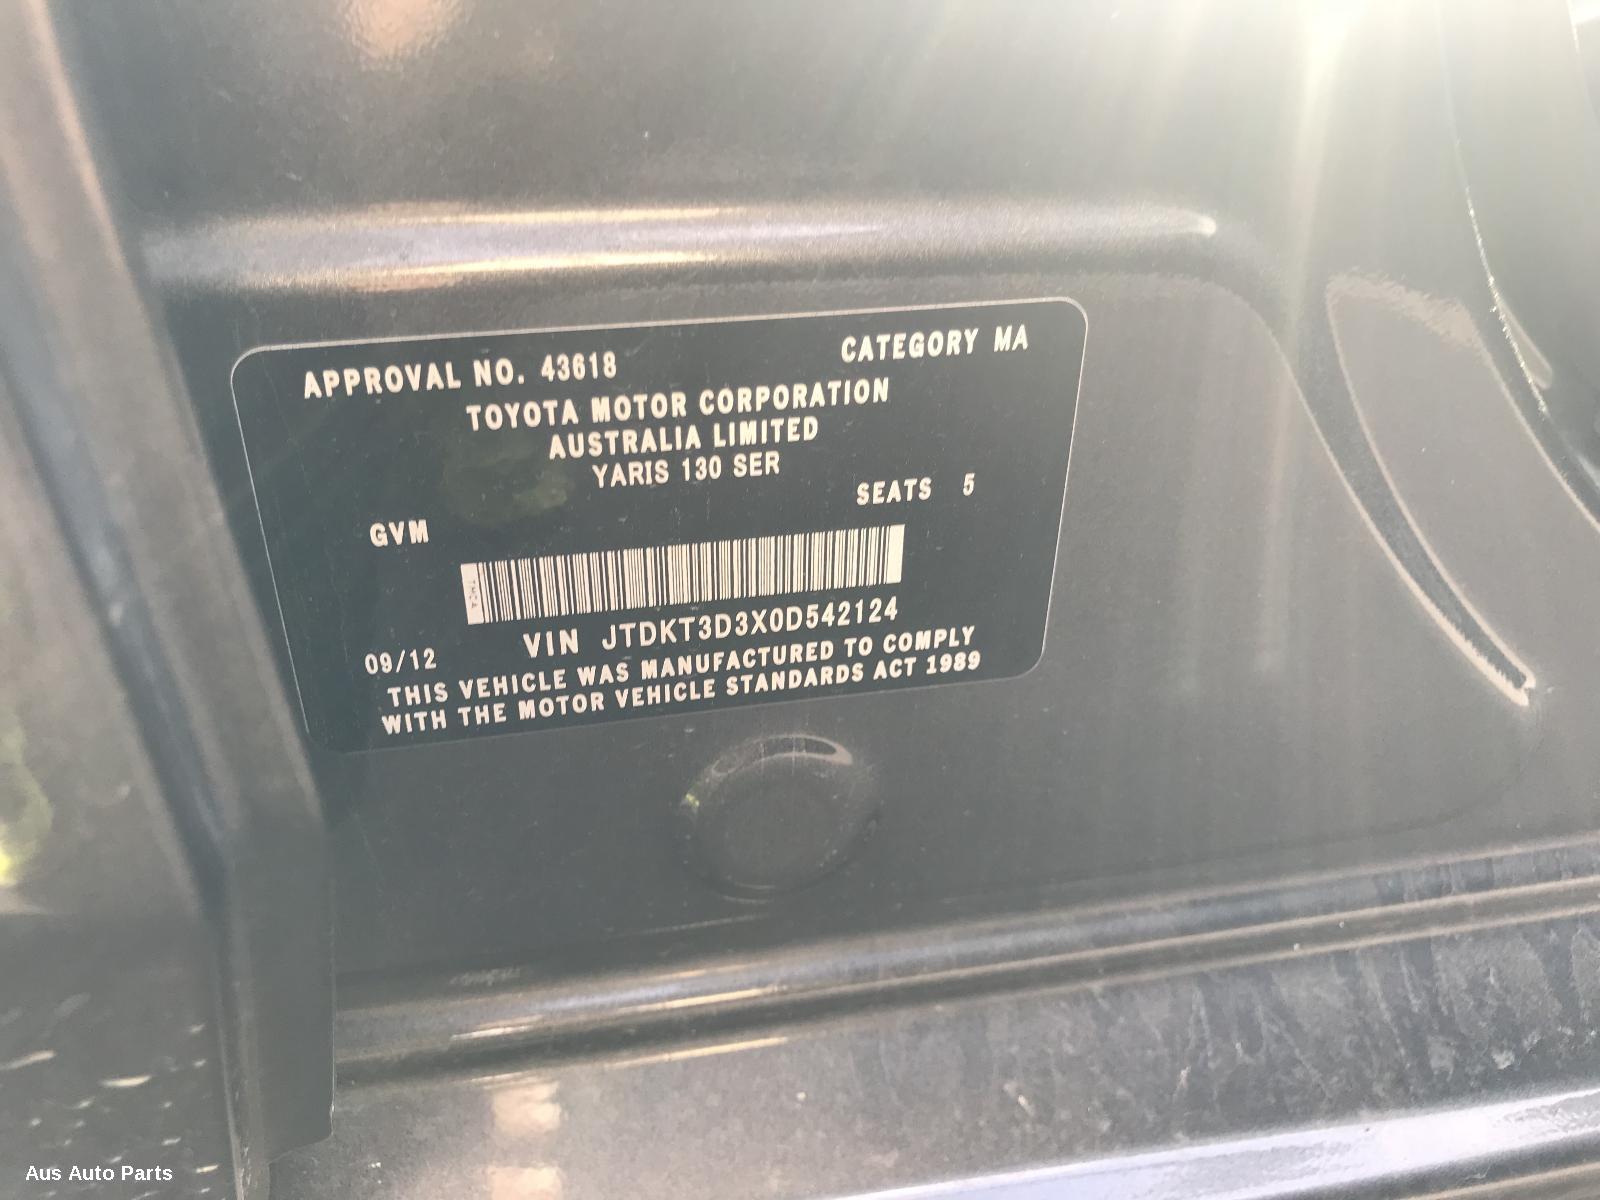 APPROVAL NO. 43618 CATEGORY MA
TOYOTA MOTOR CORPORATION
AUSTRALIA LIMITED
YARIS 130 SER
SEATS 5
GVM
TMCA
VIN JTDKT3D3X0D542124
09/12
THIS VEHICLE WAS MANUFACTURED TO COMPLY
WITH THE MOTOR VEHICLE STANDARDS ACT 1989
Aus Auto Parts